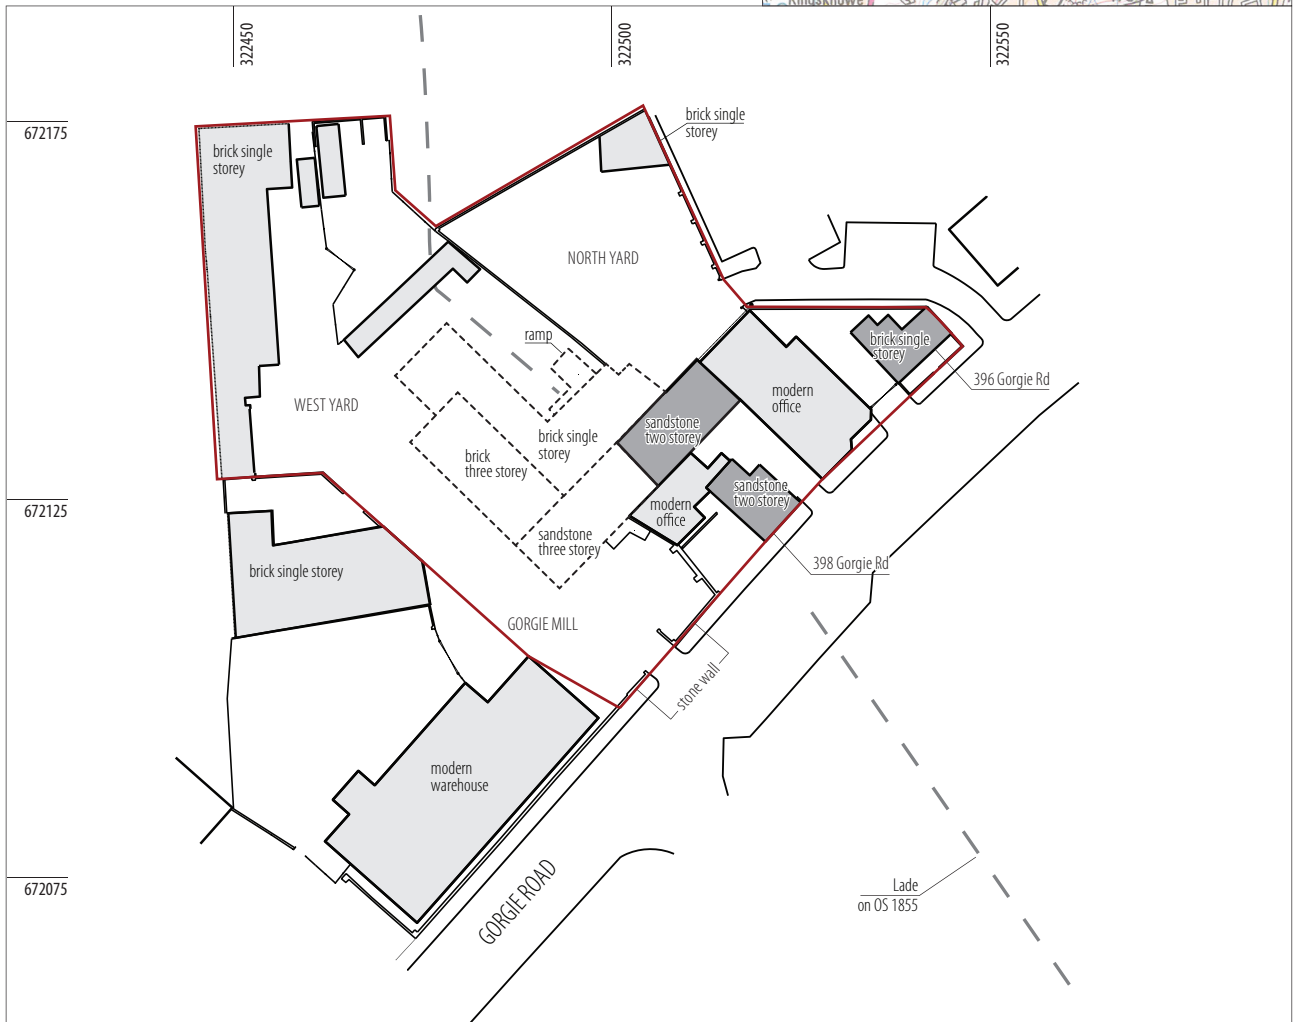 Kingsknowe
322450
322500
322550
672175
brick single
storey
brick single
storey
NORTH YARD
ramp
brick single
storey
396 Gorgie Rd
modern
office
WEST YARD
sandstone
two storey
brick single
storey
brick
three storey
sandstone
two storey
672125
modern
office
sandstone
three storey
398 Gorgie Rd
brick single storey
GORGIE MILL
stone wall
modern
warehouse
GORGIE ROAD
672075
Lade
on OS 1855